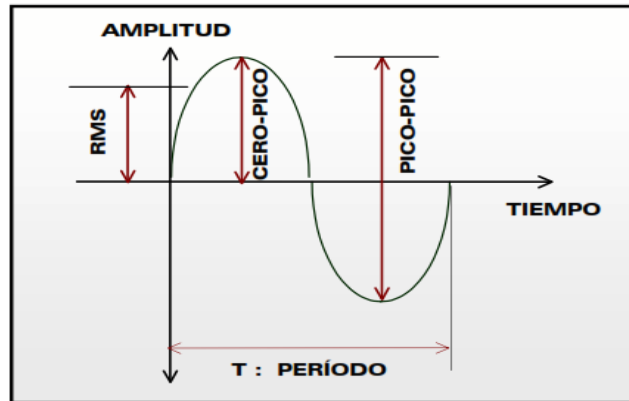 AMPLITUD
RMS
CERO-PICO
PICO-PICO
TIEMPO
T : PERÍODO